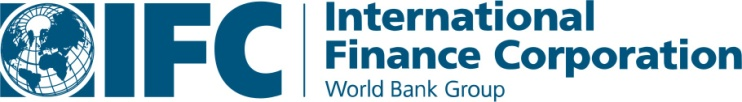 IFC
International
Finance Corporation
World Bank Group